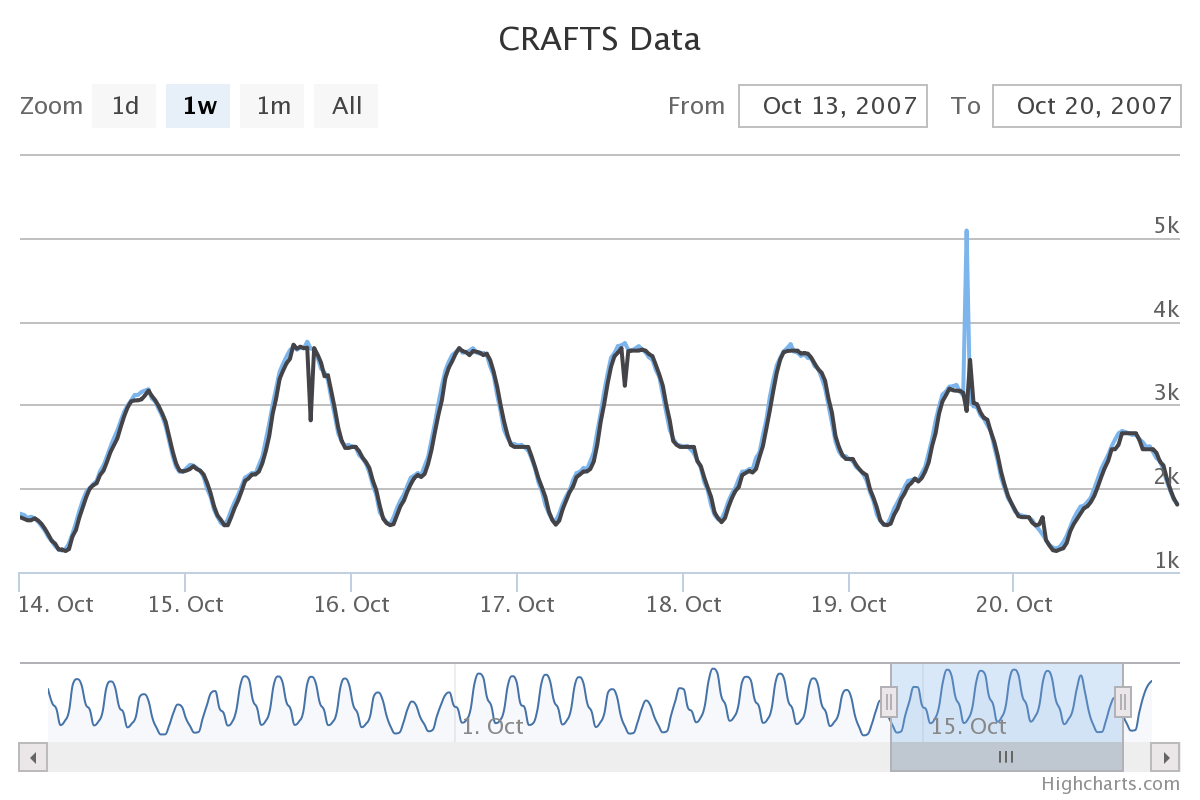 CRAFTS Data
Zoom 1d 1w 1m All From Oct 13, 2007 To Oct 20, 2007
5k
4k
3k
2k
1k
14. Oct 15. Oct 16. Oct 17. Oct 18. Oct 19. Oct 20. Oct
1. Oct 15. Oct
Highcharts.com